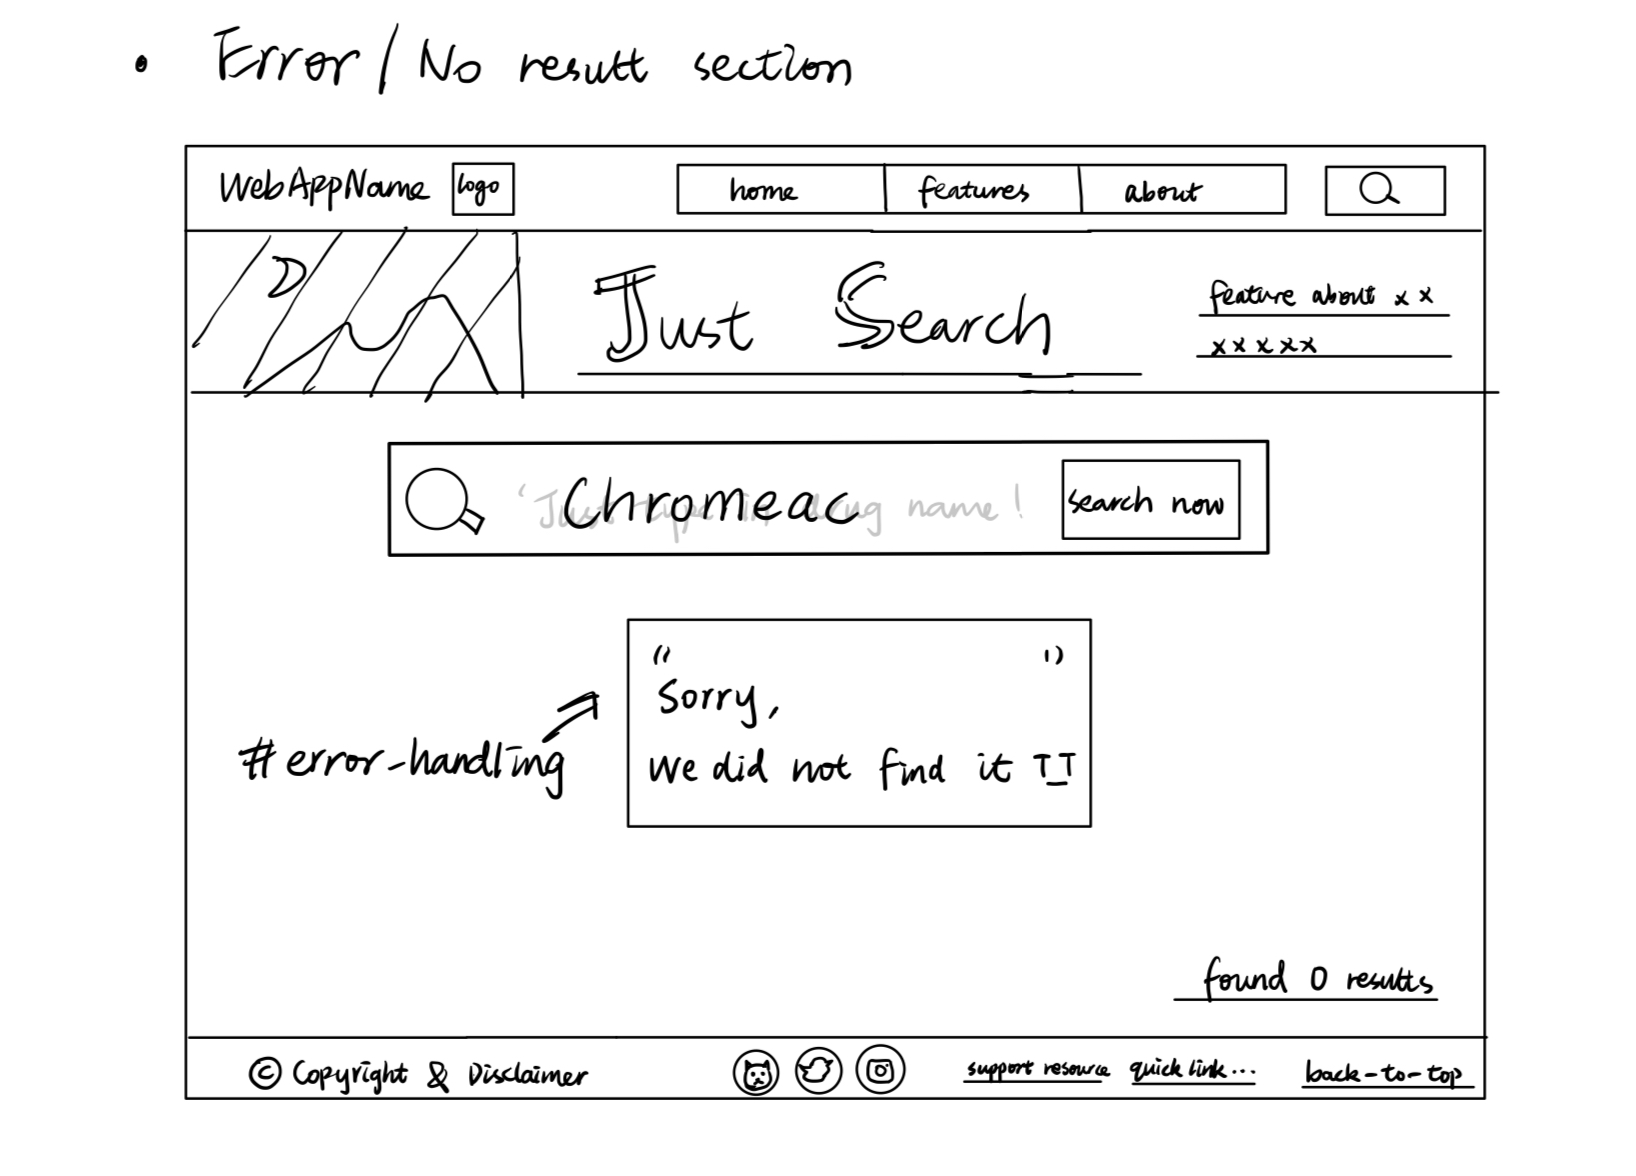 • Error / No result section
WebAppName logo home features about
Just Search
feature about x x
x x x x x
'Just type in drug name!
Chromeac
search now
"Sorry,"
#error-handling
We did not find it T_T
found 0 results
© Copyright & Disclaimer support resource quick link... back-to-top